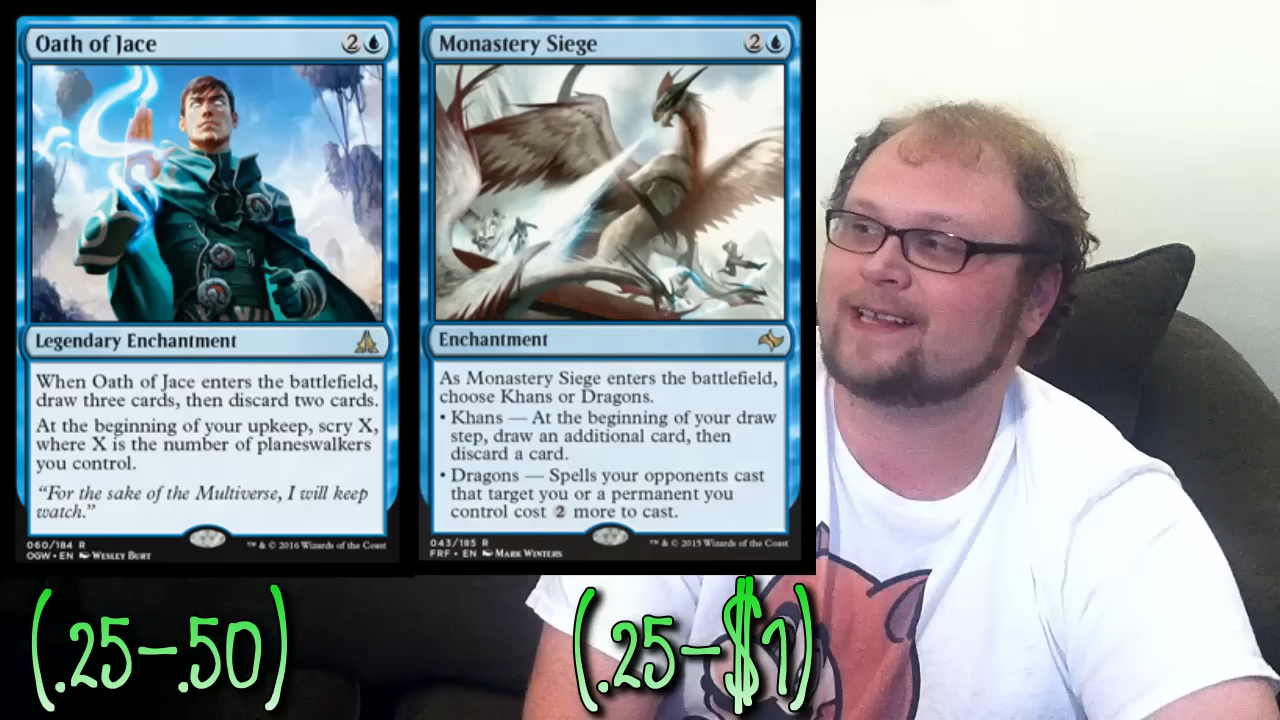 Oath of Jace 2
Legendary Enchantment
When Oath of Jace enters the battlefield,
draw three cards, then discard two cards.
At the beginning of your upkeep, scry X,
where X is the number of planeswalkers
you control.
“For the sake of the Multiverse, I will keep
watch.”
060/184 R
OGW • EN Wesley Burt
™ & © 2016 Wizards of the Coast
(.25-.50)
Monastery Siege 2
Enchantment
As Monastery Siege enters the battlefield,
choose Khans or Dragons.
• Khans — At the beginning of your draw
step, draw an additional card, then
discard a card.
• Dragons — Spells your opponents cast
that target you or a permanent you
control cost 2 more to cast.
043/185 R
FRF • EN Mark Winters
™ & © 2015 Wizards of the Coast
(.25-$1)